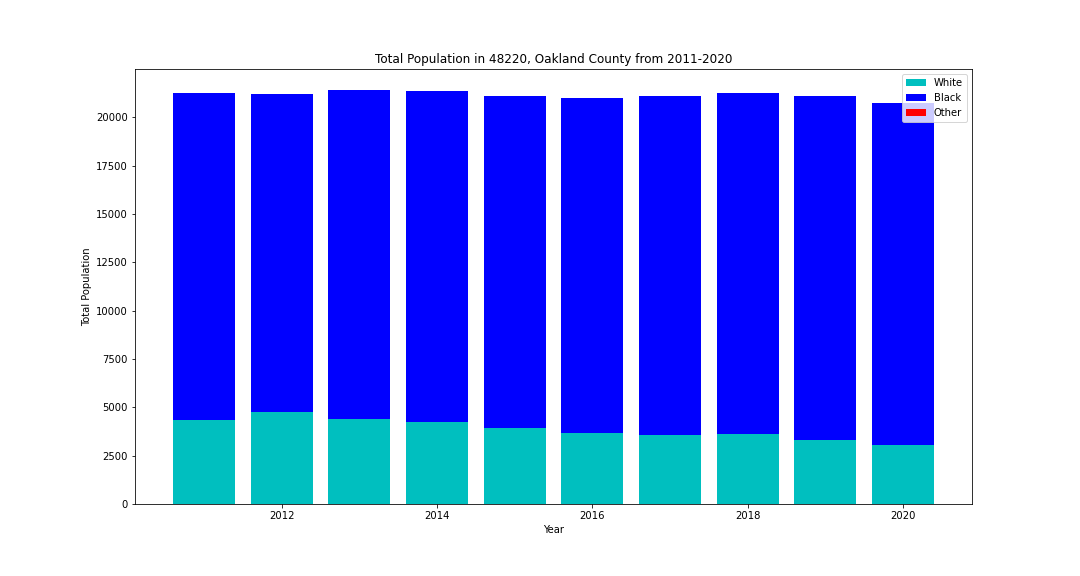 Total Population in 48220, Oakland County from 2011-2020
White
Black
Other
20000
17500
15000
12500
10000
7500
5000
2500
0
Total Population
2012
2014
2016
2018
2020
Year